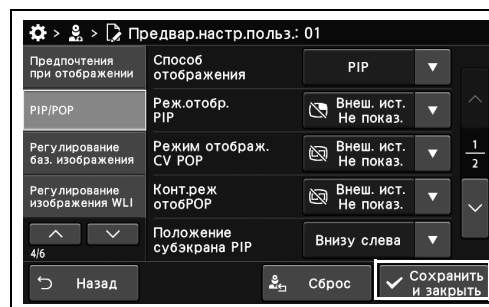 > > Предвар.настр.польз.: 01
Предпочтения
при отображении
PIP/POP
Регулирование
баз. изображения
Регулирование
изображения WLI
4/6
Способ
отображения
PIP
Реж.отобр.
PIP
Внеш. ист.
Не показ.
Режим отображ.
CV POP
Внеш. ист.
Не показ.
Конт.реж
отобPOP
Внеш. ист.
Не показ.
Положение
субэкрана PIP
Внизу слева
1
2
Назад
Сброс
Сохранить
и закрыть